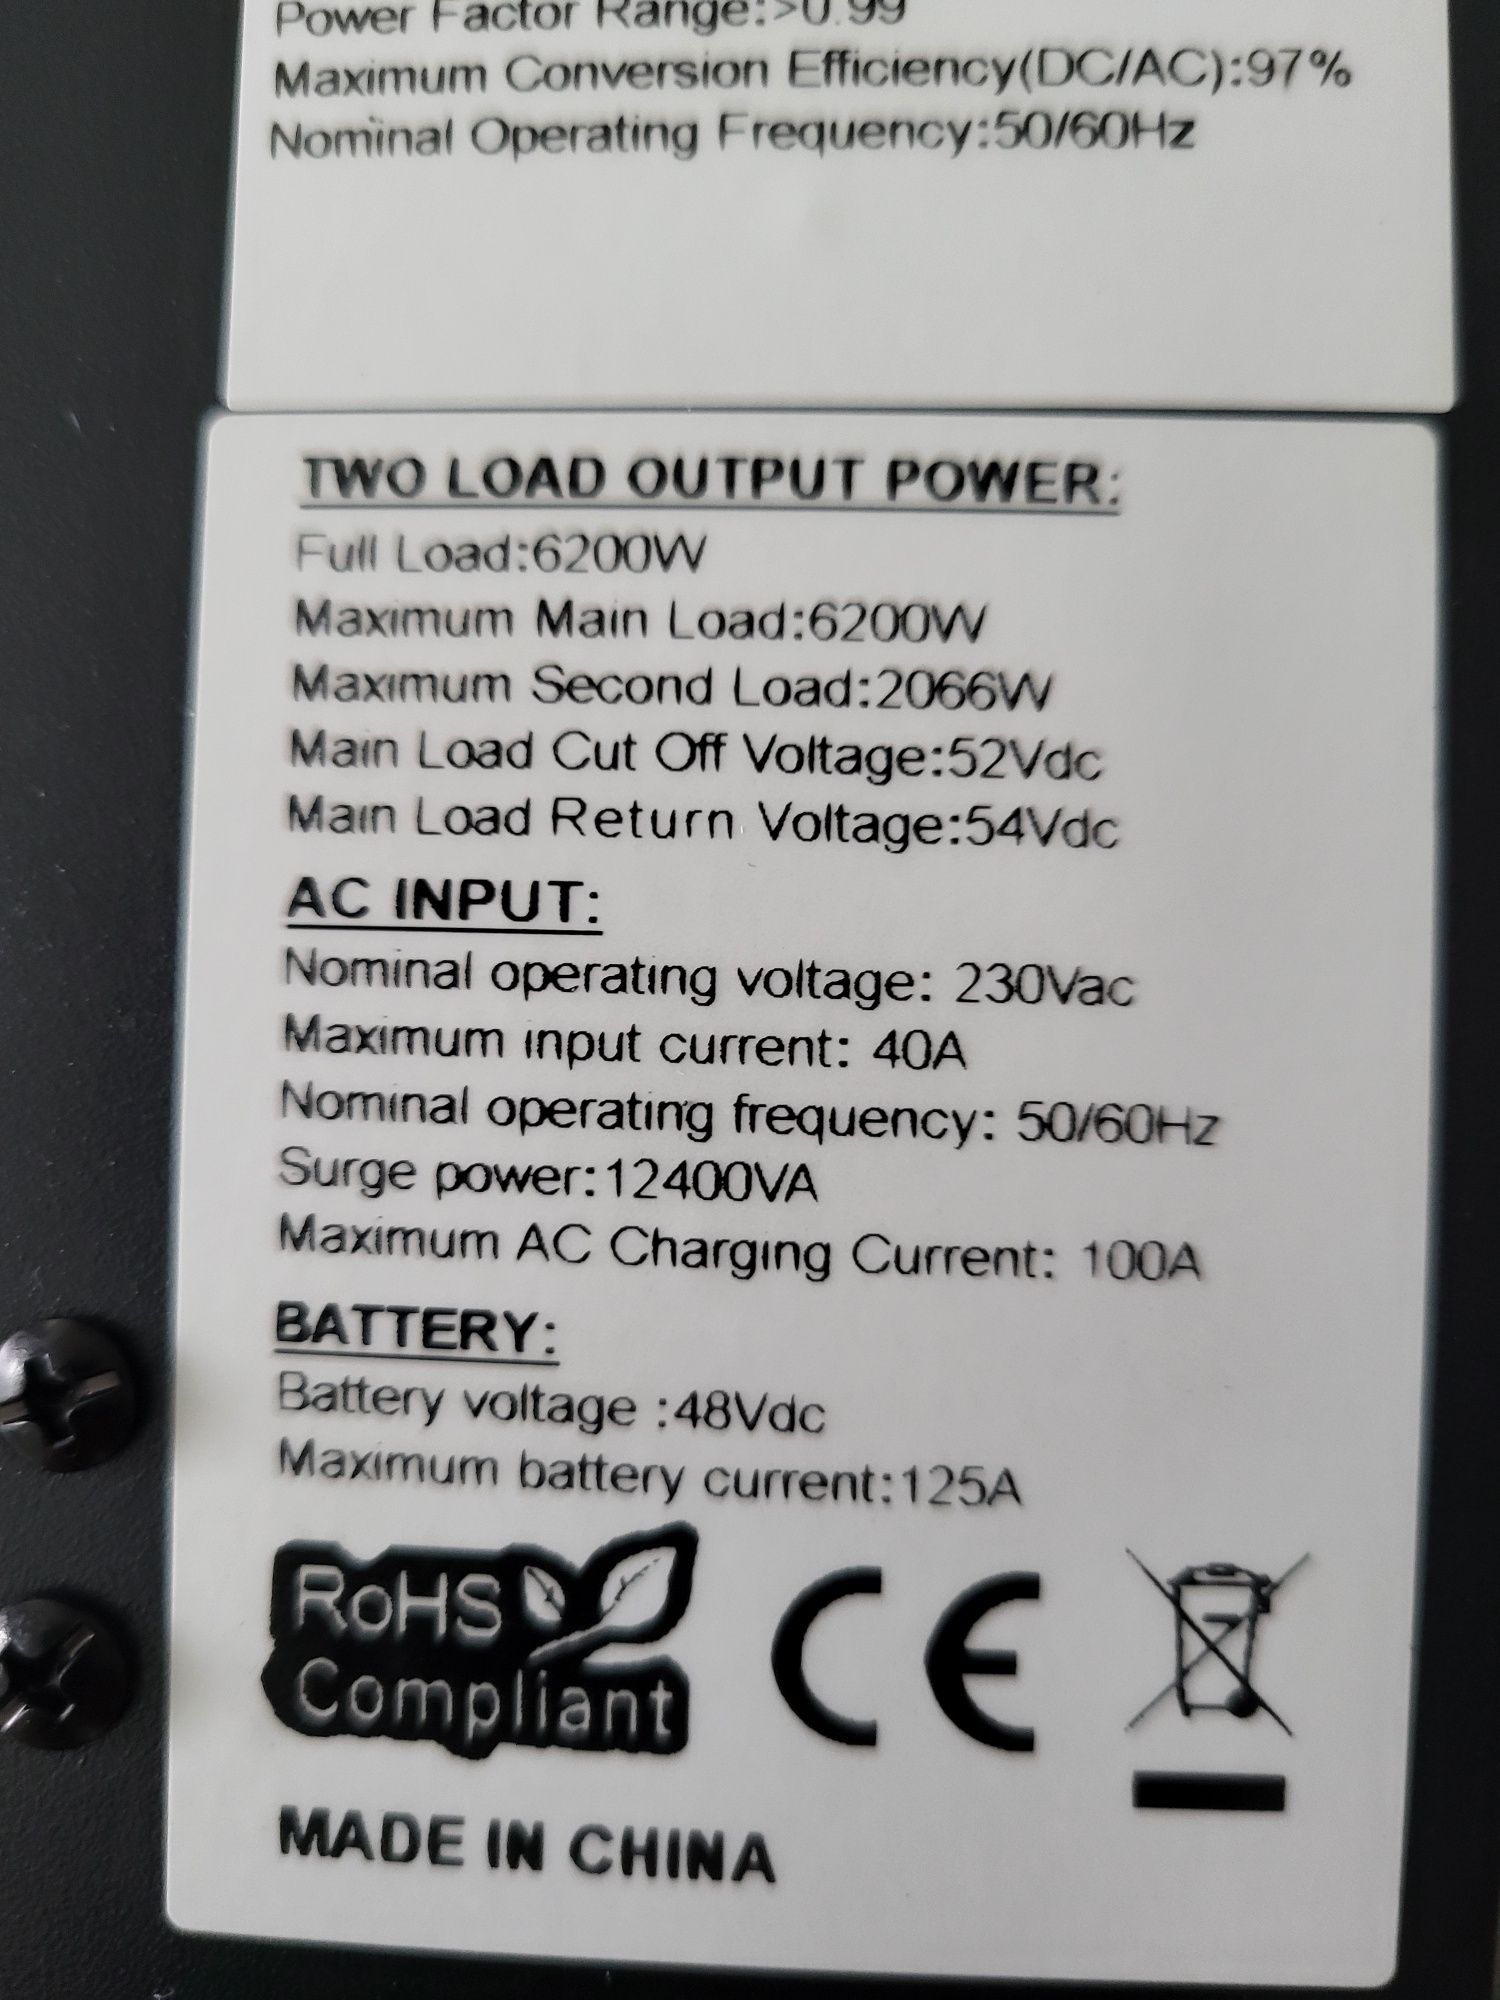 Power Factor Range:>0.99
Maximum Conversion Efficiency(DC/AC):97%
Nominal Operating Frequency:50/60Hz
TWO LOAD OUTPUT POWER:
Full Load:6200W
Maximum Main Load:6200W
Maximum Second Load:2066W
Main Load Cut Off Voltage:52Vdc
Main Load Return Voltage:54Vdc
AC INPUT:
Nominal operating voltage: 230Vac
Maximum input current: 40A
Nominal operating frequency: 50/60Hz
Surge power:12400VA
Maximum AC Charging Current: 100A
BATTERY:
Battery voltage :48Vdc
Maximum battery current:125A
RoHS
Compliant
CE
MADE IN CHINA